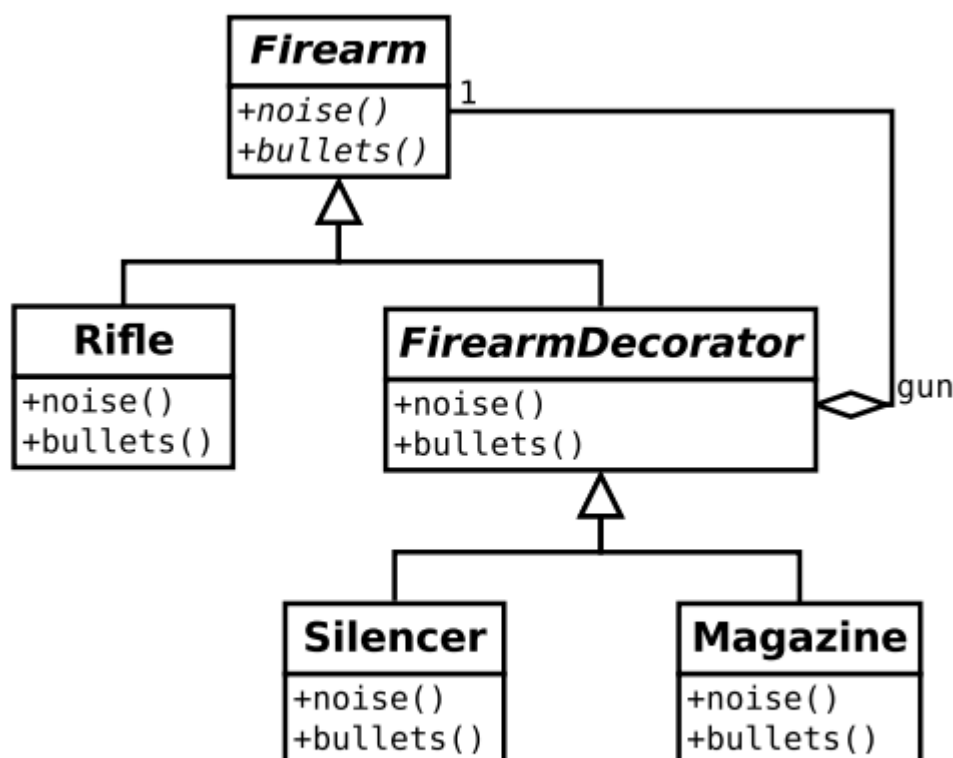 Firearm
+noise()
+bullets()
1
Rifle
+noise()
+bullets()
FirearmDecorator
+noise()
+bullets()
gun
Silencer
+noise()
+bullets()
Magazine
+noise()
+bullets()